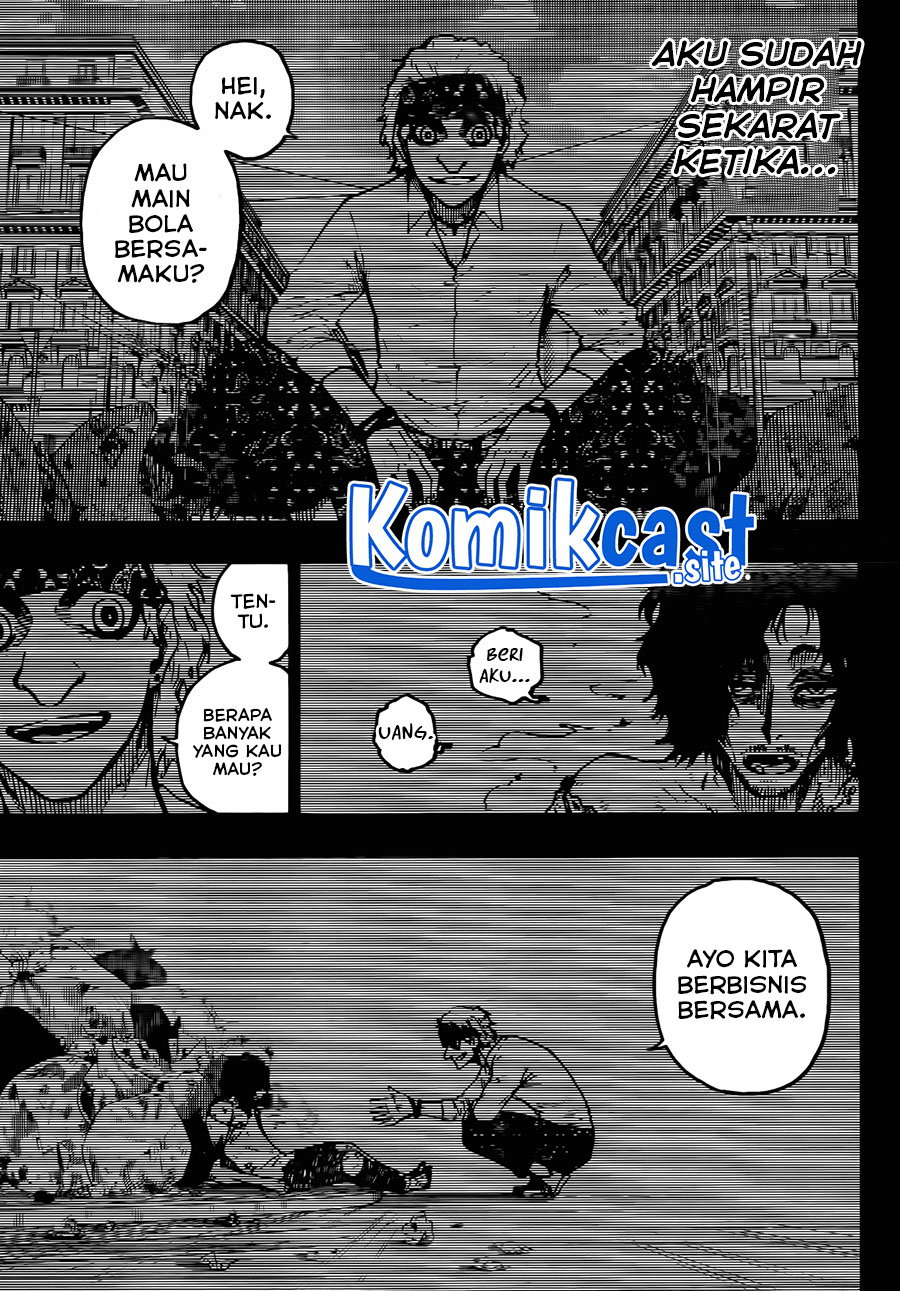 AKU SUDAH
HAMPIR
SEKARAT
KETIKA...
HEI,
NAK.
MAU
MAIN
BOLA
BERSA-
MAKU?
Komikcast
.site
BERI
AKU...
UANG.
TEN-
TU.
BERAPA
BANYAK
YANG KAU
MAU?
AYO KITA
BERBISNIS
BERSAMA.